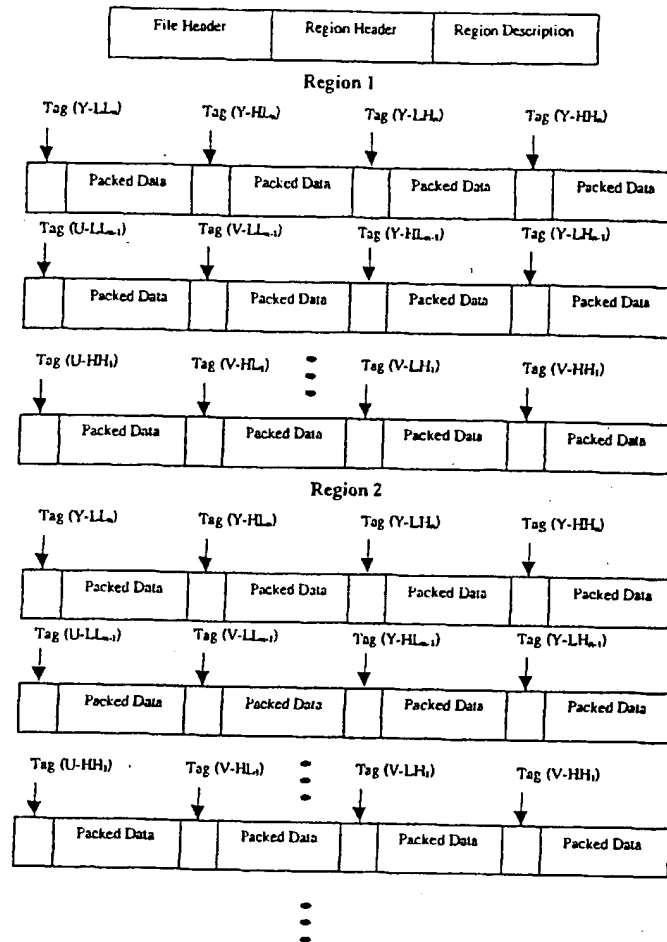 File Header Region Header Region Description
Region 1
Tag (Y-LLₙ) Tag (Y-HLₙ) Tag (Y-LHₙ) Tag (Y-HHₙ)
Packed Data Packed Data Packed Data Packed Data
Tag (U-LLₙ₋₁) Tag (V-LLₙ₋₁) Tag (Y-HLₙ₋₁) Tag (Y-LHₙ₋₁)
Packed Data Packed Data Packed Data Packed Data
Tag (U-HH₁) Tag (V-HL₁) Tag (V-LH₁) Tag (V-HH₁)
Packed Data Packed Data Packed Data Packed Data
Region 2
Tag (Y-LLₙ) Tag (Y-HLₙ) Tag (Y-LHₙ) Tag (Y-HHₙ)
Packed Data Packed Data Packed Data Packed Data
Tag (U-LLₙ₋₁) Tag (V-LLₙ₋₁) Tag (Y-HLₙ₋₁) Tag (Y-LHₙ₋₁)
Packed Data Packed Data Packed Data Packed Data
Tag (U-HH₁) Tag (V-HL₁) Tag (V-LH₁) Tag (V-HH₁)
Packed Data Packed Data Packed Data Packed Data